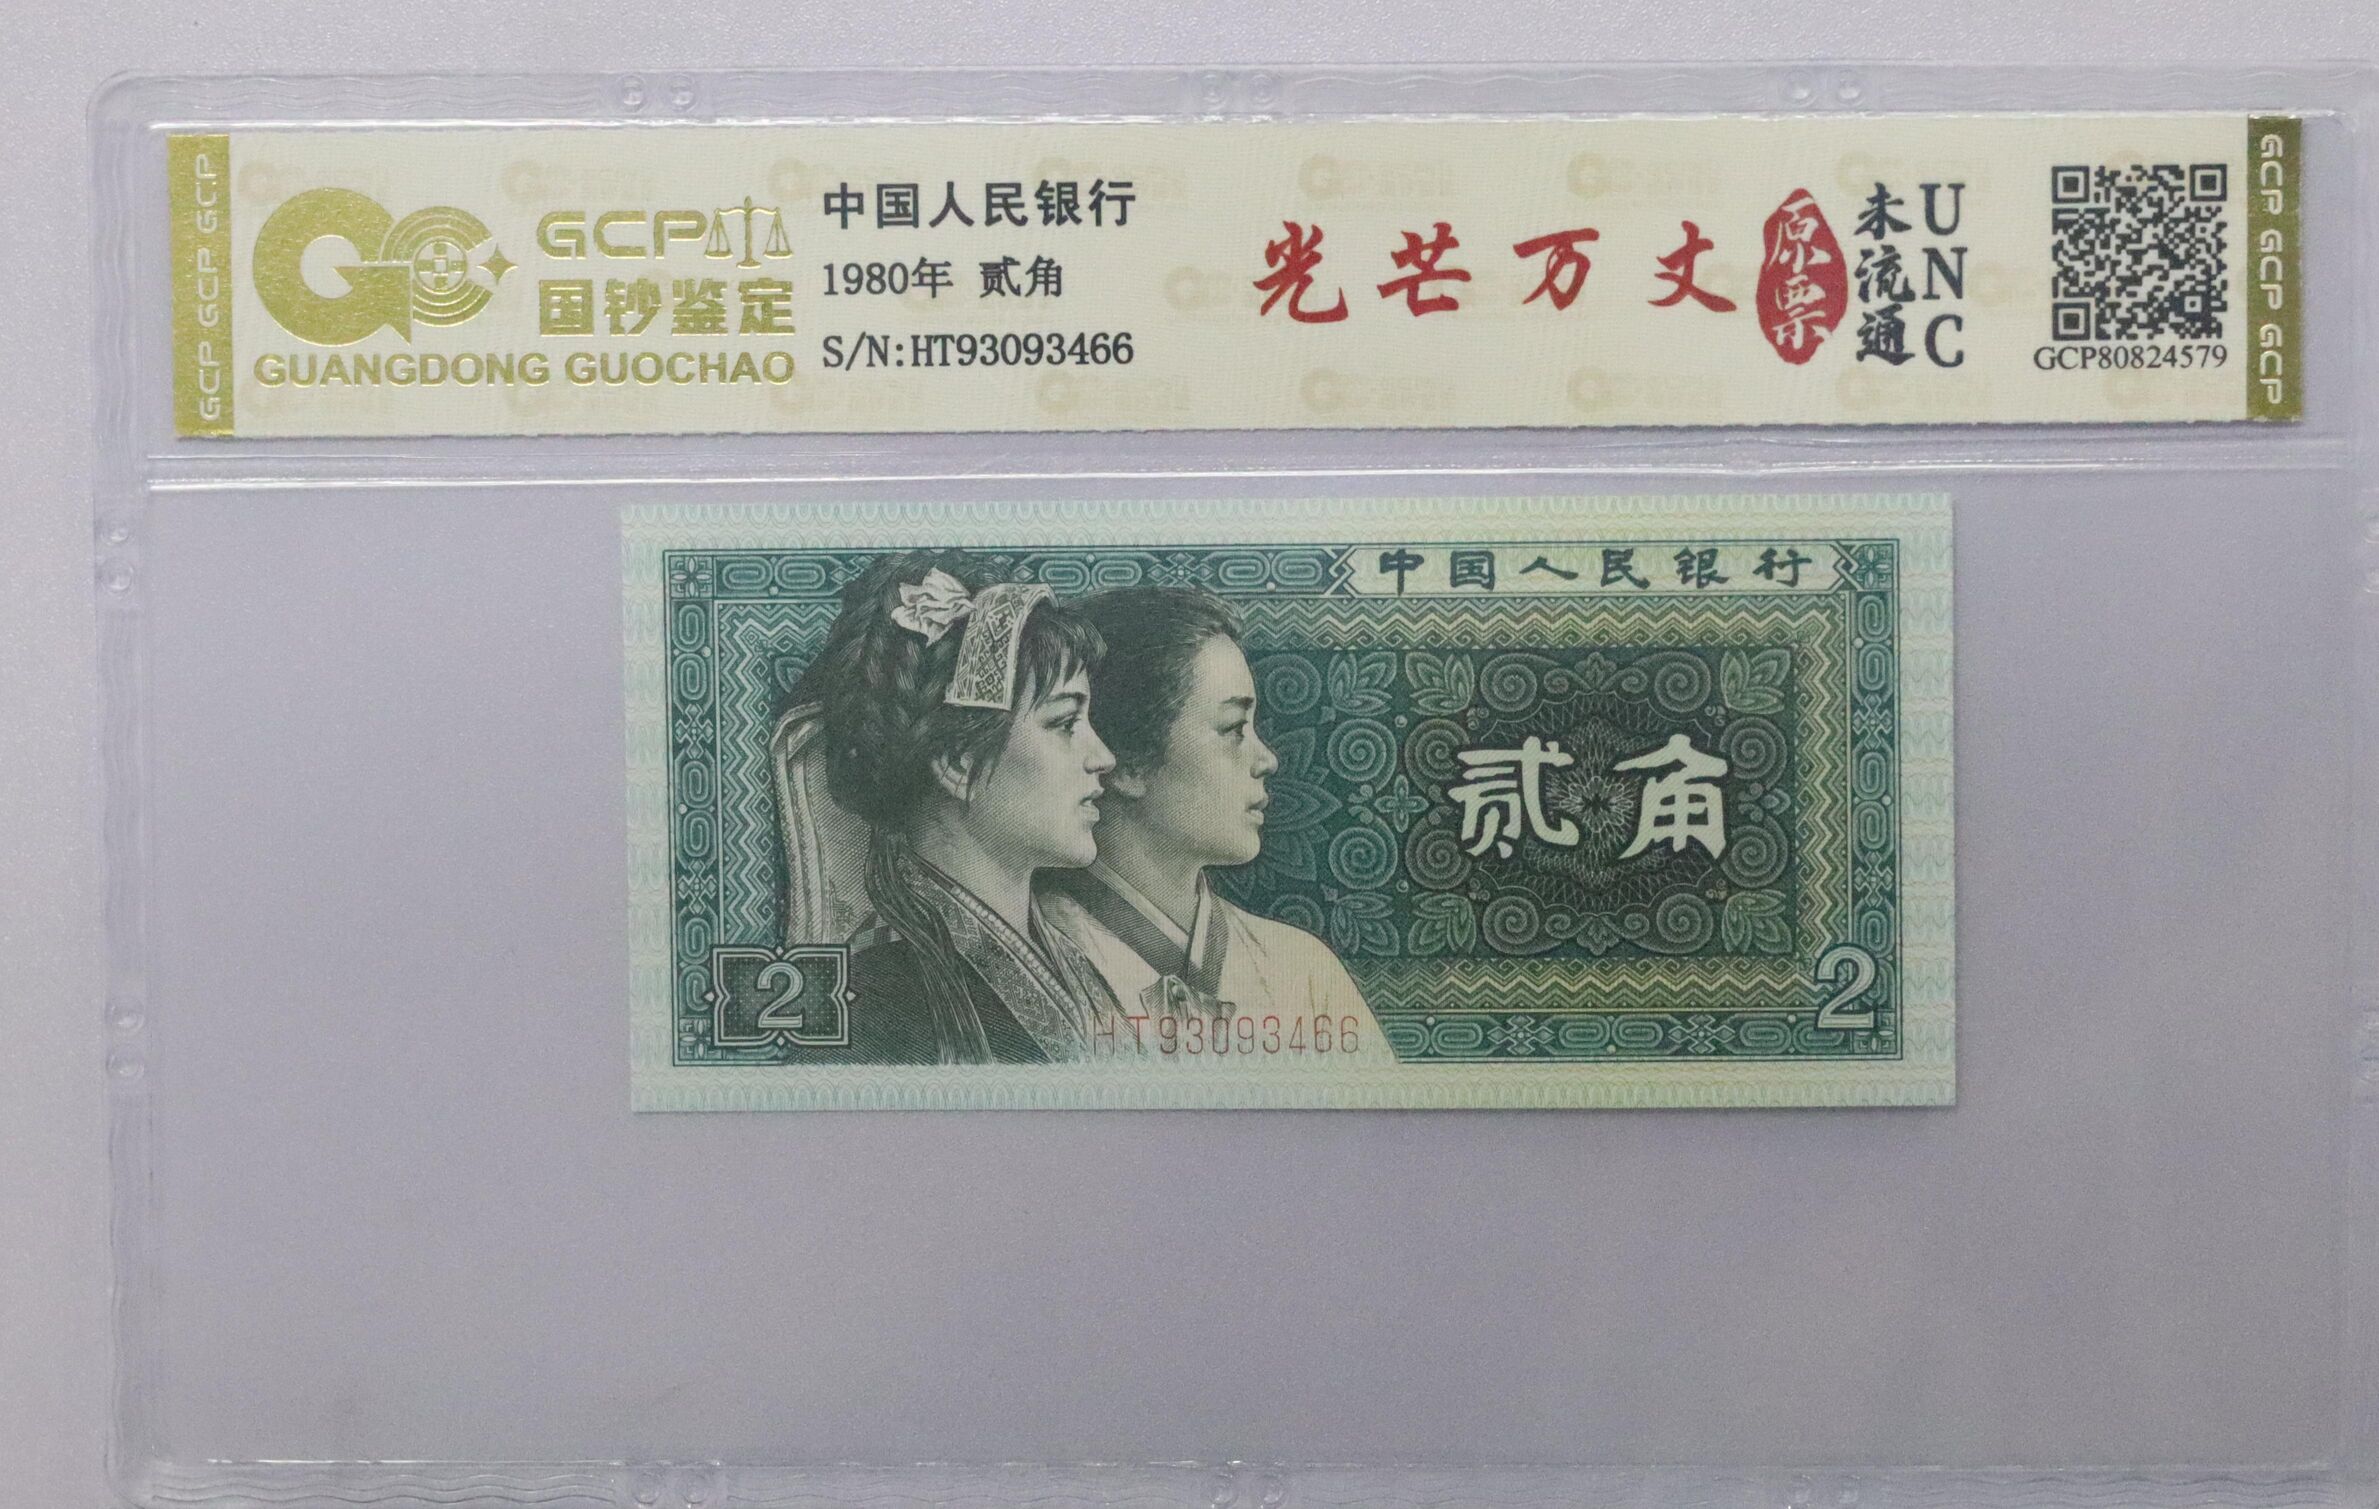 GCP GCP GCP
GCP
国钞鉴定
GUANGDONG GUOCHAO
中国人民银行
1980年 贰角
S/N:HT93093466
光芒万丈
原票
未流通
UNC
GCP80824579
GCP GCP GCP
中国人民银行
贰角
2
2
HT93093466